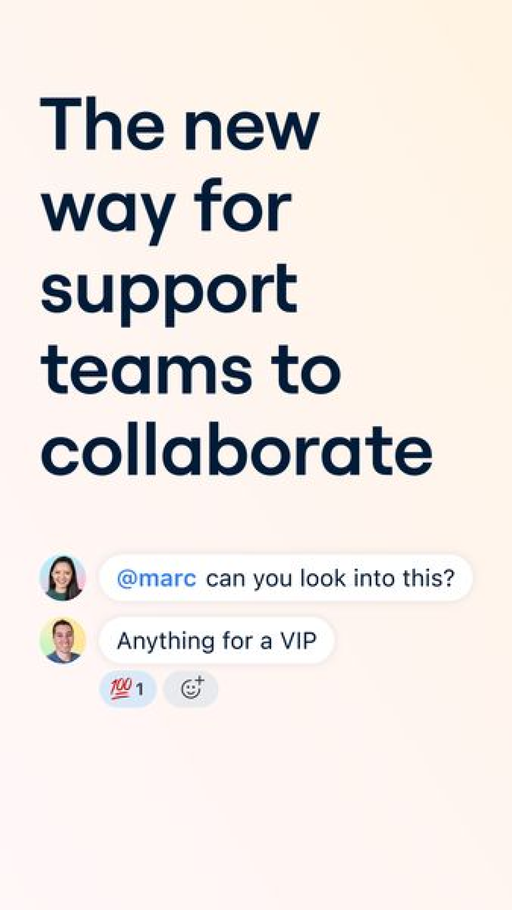 The new
way for
support
teams to
collaborate
@marc can you look into this?
Anything for a VIP
💯 1